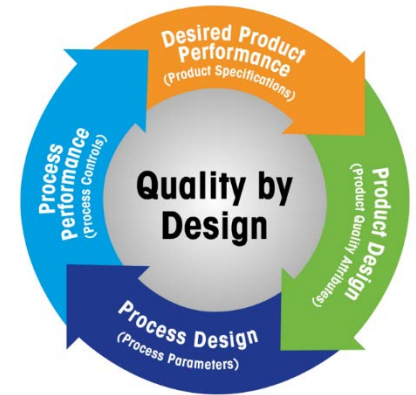 Quality by
Design
Desired Product
Performance
(Product Specifications)
Product Design
(Product Quality Attributes)
Process Design
(Process Parameters)
Process
Performance
(Process Controls)